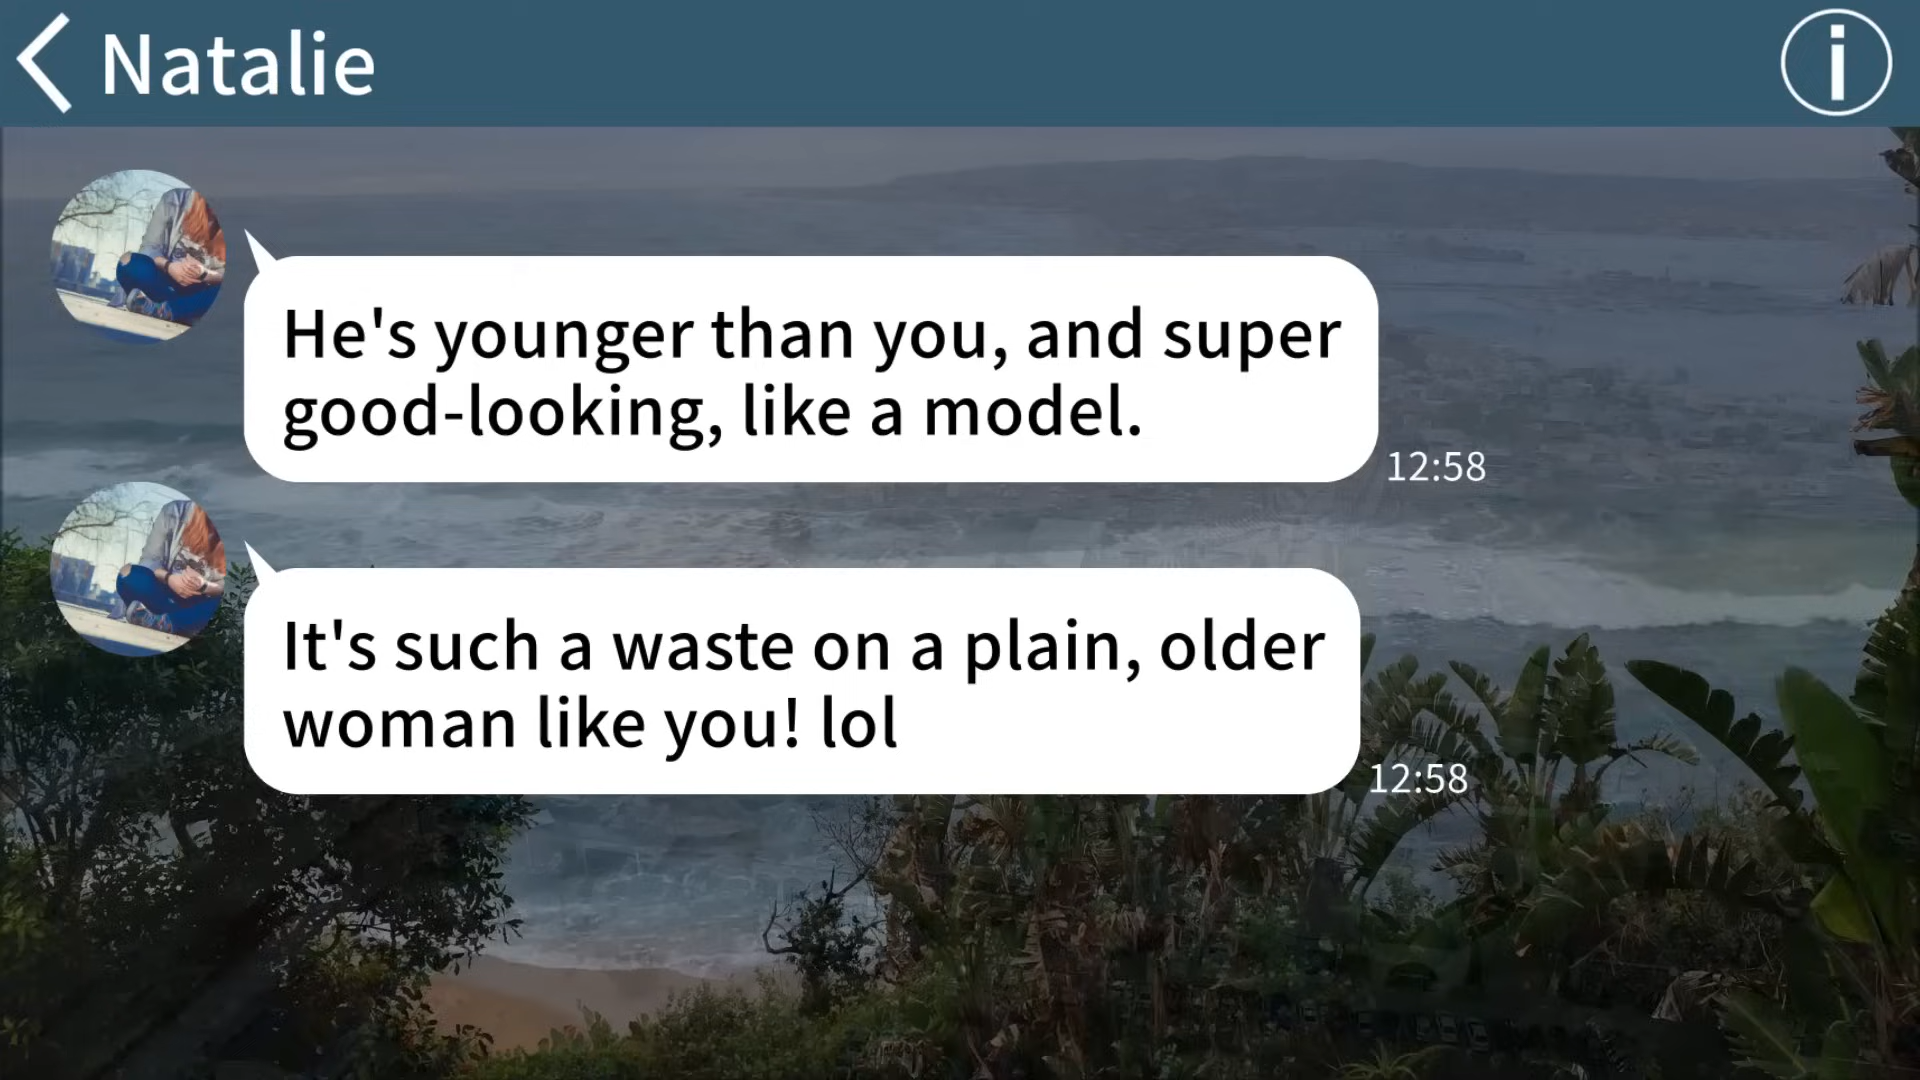 Natalie
He's younger than you, and super
good-looking, like a model.
12:58
It's such a waste on a plain, older
woman like you! lol
12:58